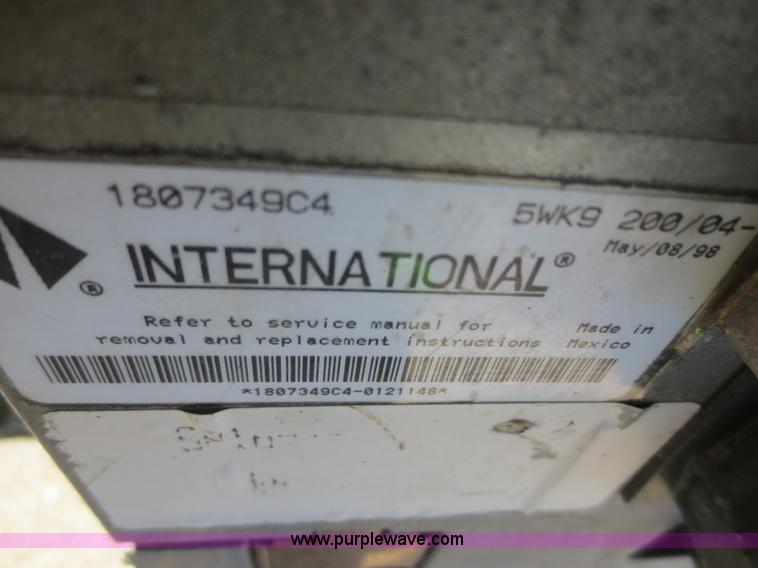 1807349C4
5WK9 200/04-
May/08/98
® INTERNATIONAL®
Refer to service manual for
removal and replacement instructions
Made in
Mexico
*1807349C4-0121148*
www.purplewave.com